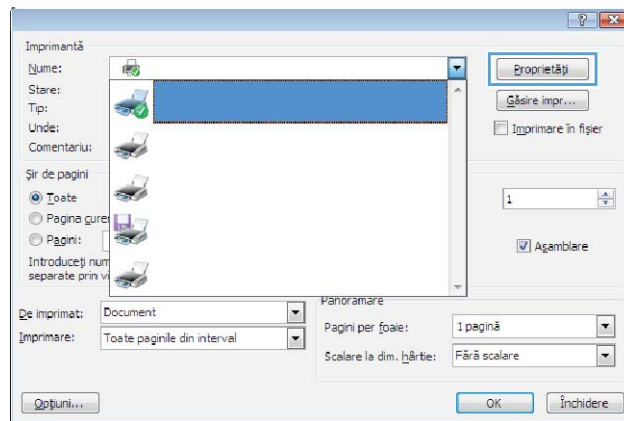 Imprimantă
Nume:
Proprietăți
Stare:
Găsire impr...
Tip:
Unde:
Imprimare în fișier
Comentariu:
Șir de pagini
Toate
1
Pagina curen
Pagini:
Asamblare
Introduceți num
separate prin vi
Panoramare
De imprimat: Document
Pagini per foaie: 1 pagină
Imprimare: Toate paginile din interval
Scalare la dim. hârtie: Fără scalare
Opțiuni...
OK
Închidere